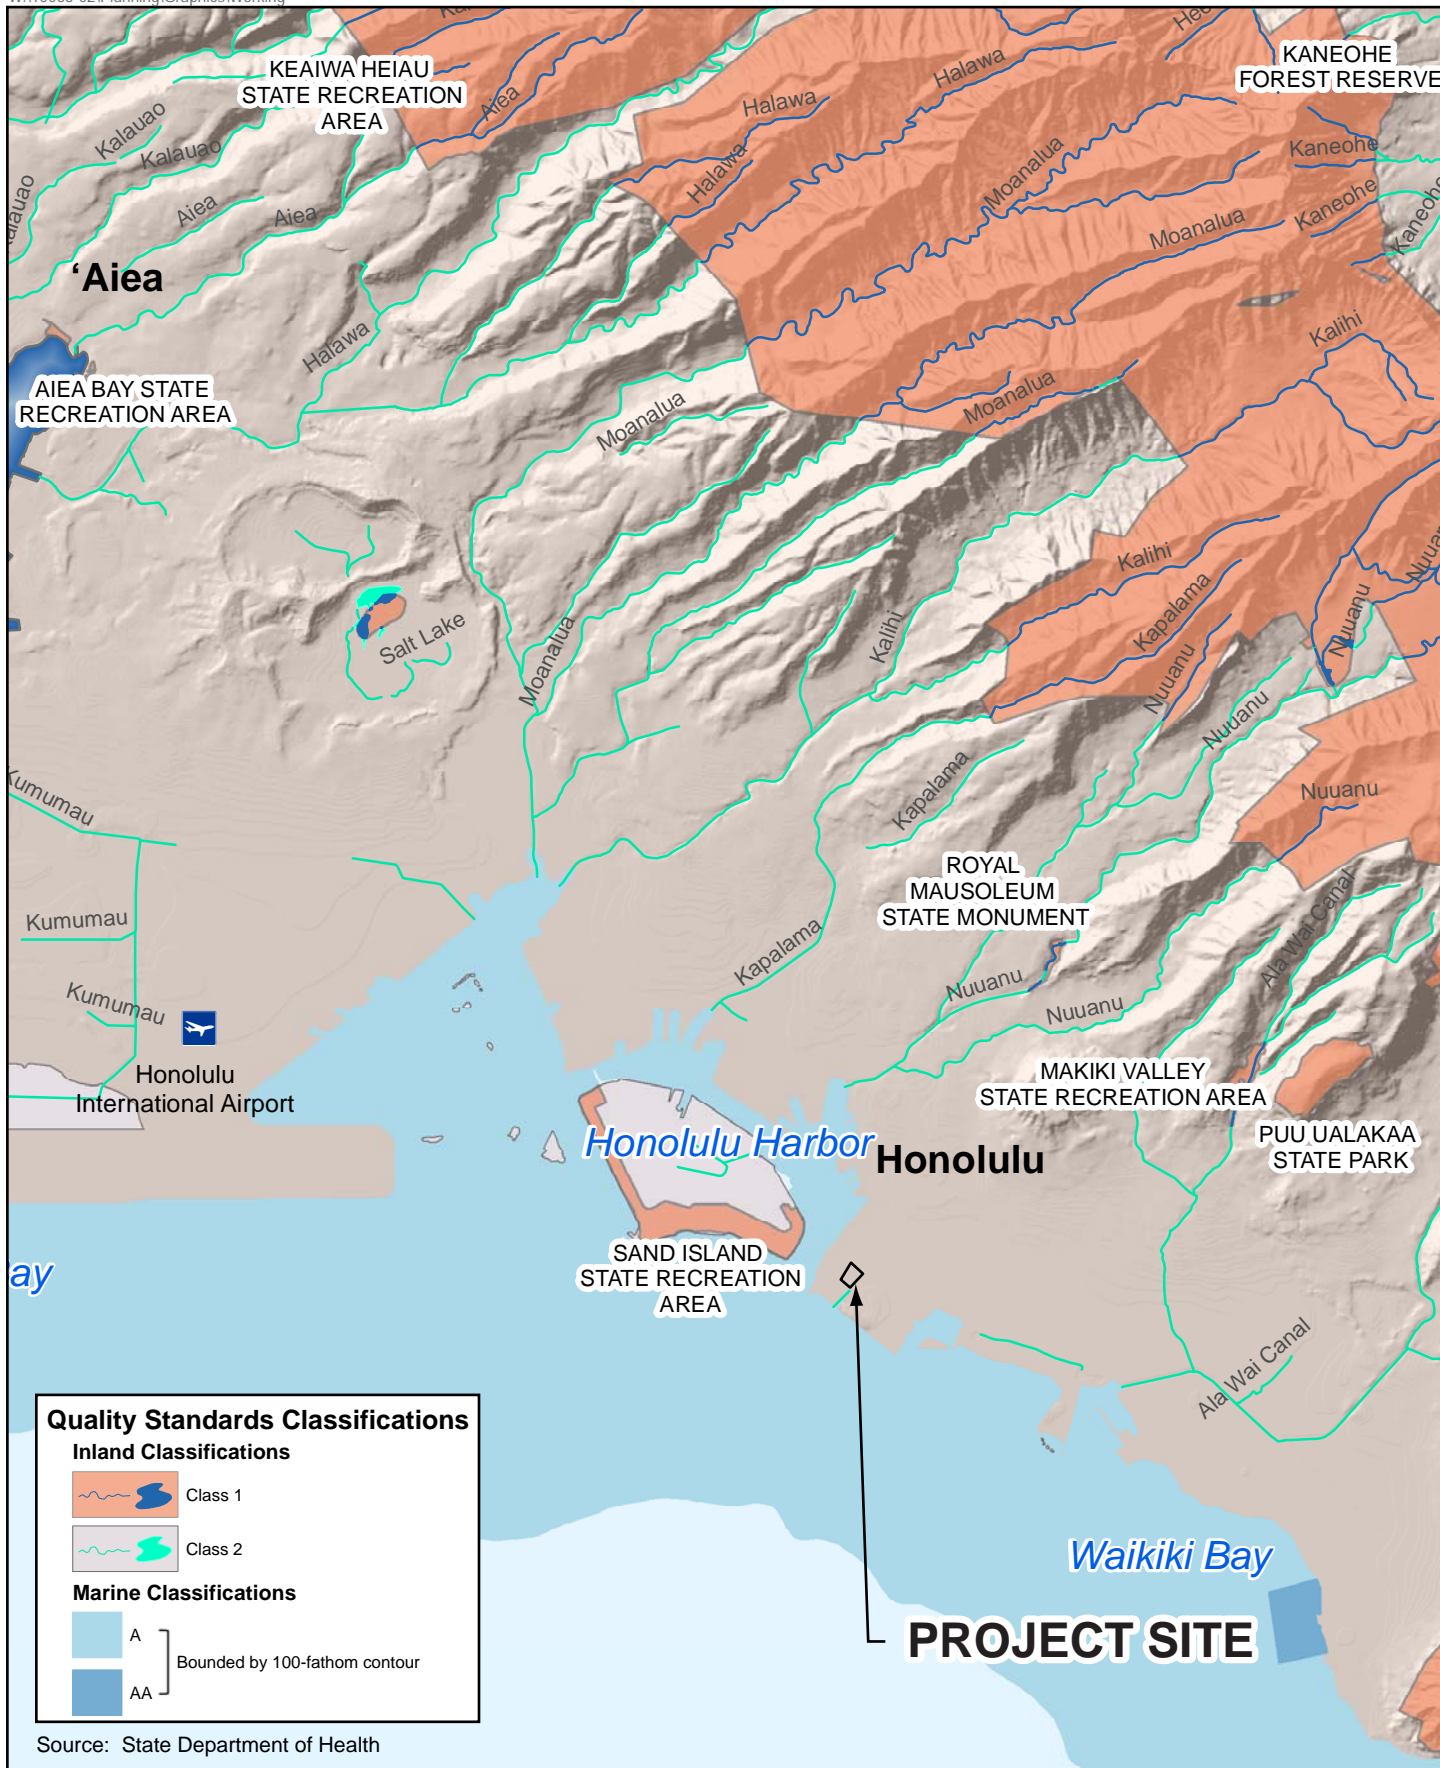 KEAIWA HEIAU
STATE RECREATION
AREA
KANEOHE
FOREST RESERVE
Halawa
Halawa
Halawa
Aiea
Kalauao
Kalauao
Aiea
Aiea
Moanalua
Moanalua
Kaneohe
Kaneohe
Kaneohe
‘Aiea
Halawa
Kalihi
AIEA BAY STATE
RECREATION AREA
Moanalua
Moanalua
Kalihi
Kapalama
Nuuanu
Salt Lake
Moanalua
Kalihi
Nuuanu
Nuuanu
Kapalama
Nuuanu
ROYAL
MAUSOLEUM
STATE MONUMENT
Ala Wai Canal
Kumumau
Kumumau
Kapalama
Nuuanu
Nuuanu
Honolulu
International Airport
MAKIKI VALLEY
STATE RECREATION AREA
PUU UALAKAA
STATE PARK
Honolulu Harbor
Honolulu
SAND ISLAND
STATE RECREATION
AREA
ay
Ala Wai Canal
Waikiki Bay
PROJECT SITE
Quality Standards Classifications
Inland Classifications
Class 1
Class 2
Marine Classifications
A
Bounded by 100-fathom contour
AA
Source: State Department of Health